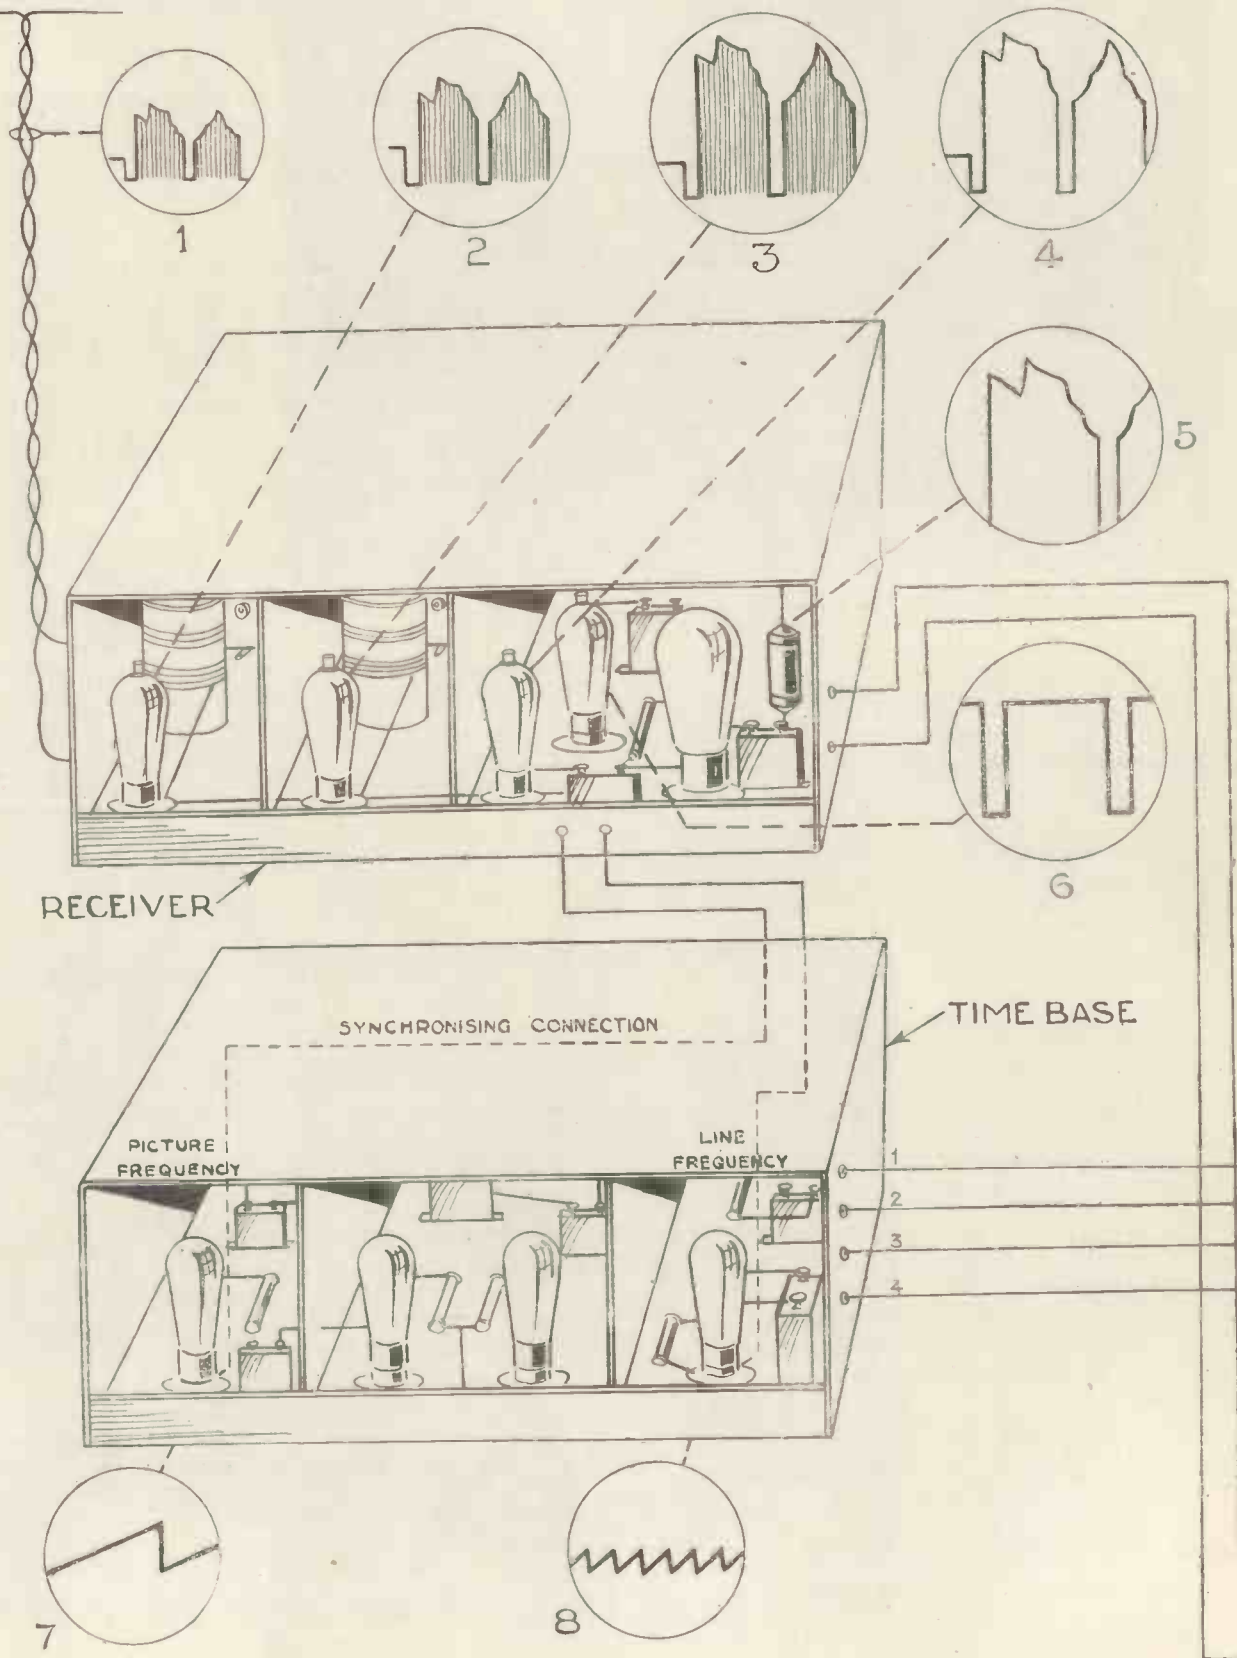 1
2
3
4
5
6
RECEIVER
SYNCHRONISING CONNECTION
TIME BASE
PICTURE
FREQUENCY
LINE
FREQUENCY
1
2
3
4
7
8